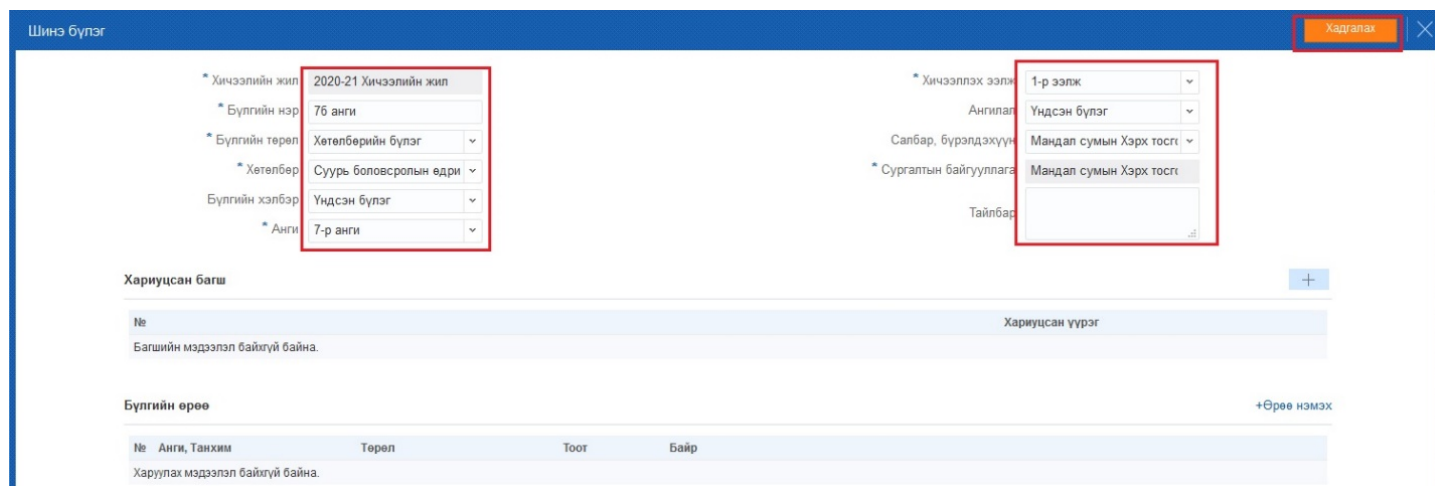 Шинэ бүлэг
Хадгалах
* Хичээлийн жил 2020-21 Хичээлийн жил
* Бүлгийн нэр 7б анги
* Бүлгийн төрөл Хөтөлбөрийн бүлэг
* Хөтөлбөр Суурь боловсролын өдри
Бүлгийн хэлбэр Үндсэн бүлэг
* Анги 7-р анги
* Хичээллэх ээлж 1-р ээлж
Ангилал Үндсэн бүлэг
Салбар, бүрэлдэхүүн Мандал сумын Хэрх тосго
* Сургалтын байгууллага Мандал сумын Хэрх тосго
Тайлбар
Хариуцсан багш
+
№ Хариуцсан үүрэг
Багшийн мэдээлэл байхгүй байна.
Бүлгийн өрөө
+Өрөө нэмэх
№ Анги, Танхим Төрөл Тоот Байр
Харуулах мэдээлэл байхгүй байна.